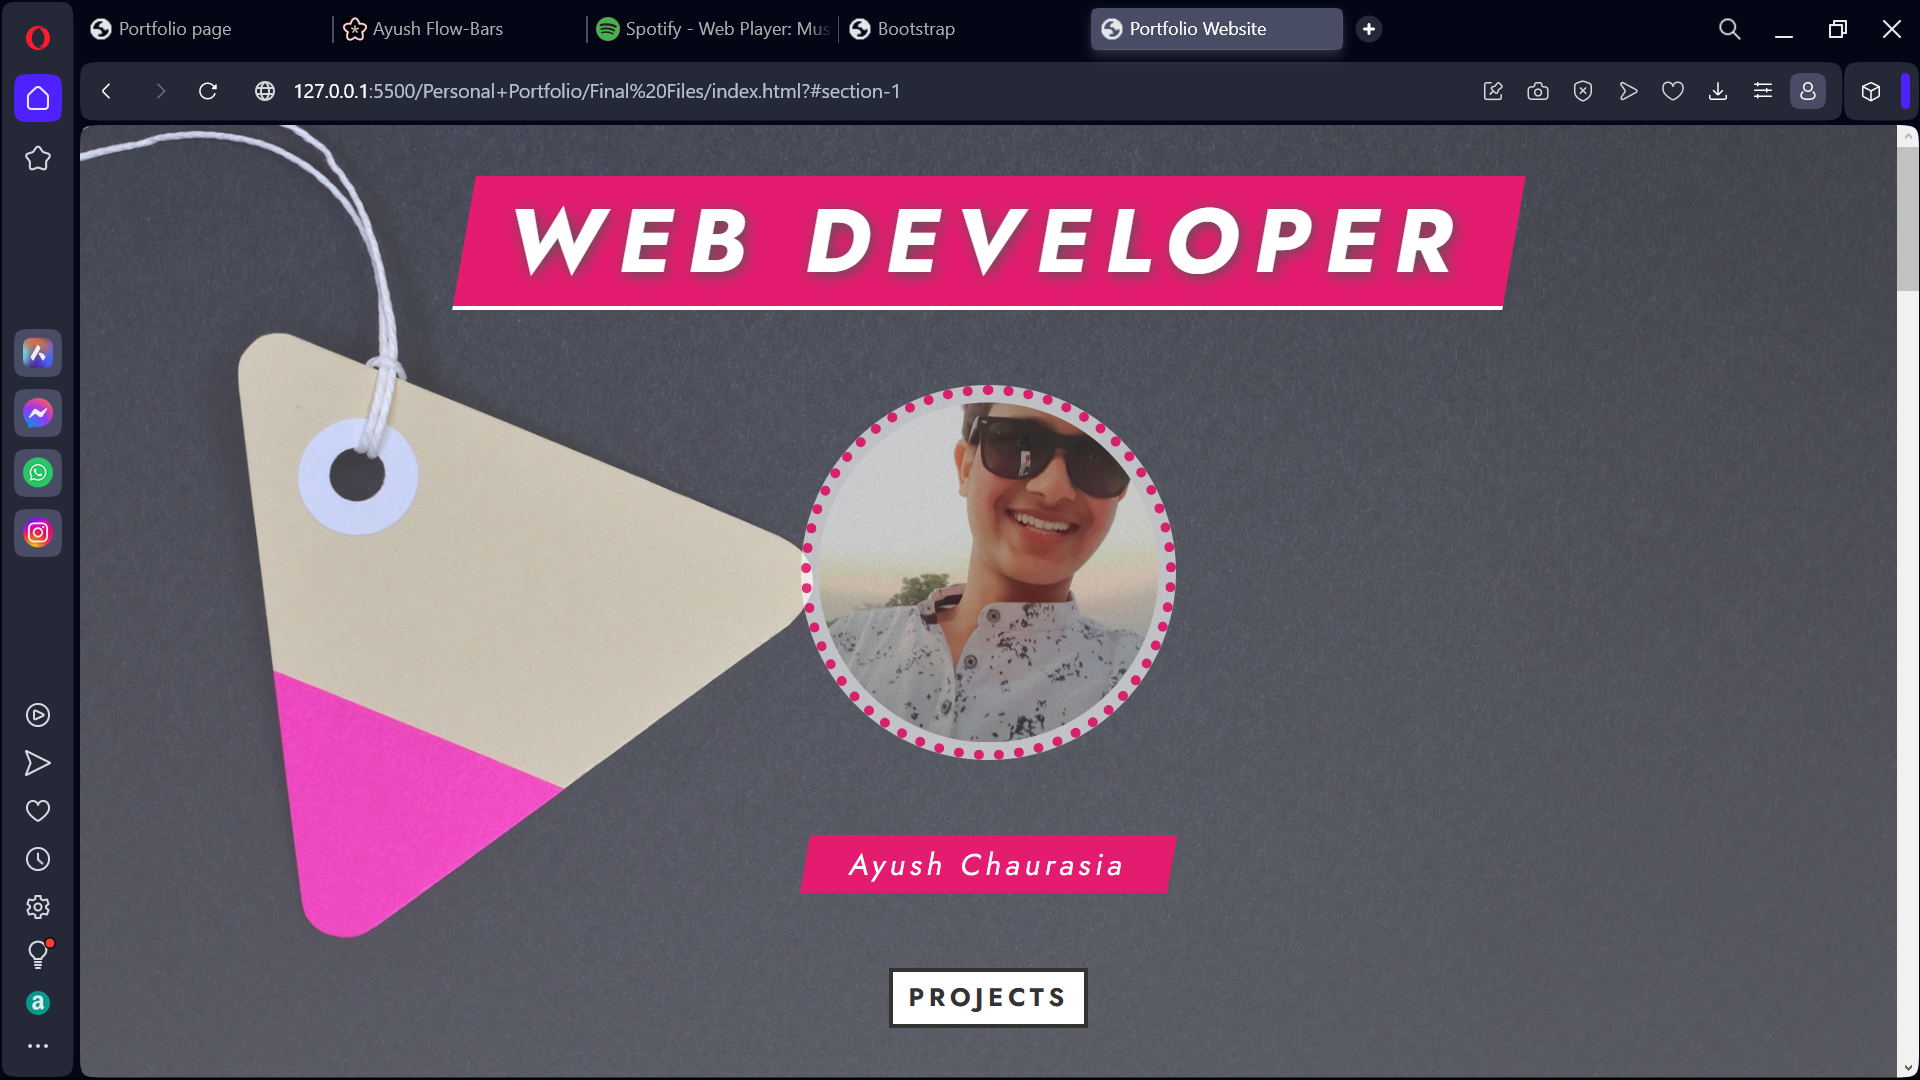 Portfolio page
Ayush Flow-Bars
Spotify - Web Player: Mus
Bootstrap
Portfolio Website
127.0.0.1:5500/Personal+Portfolio/Final%20Files/index.html?#section-1
WEB DEVELOPER
Ayush Chaurasia
PROJECTS
a